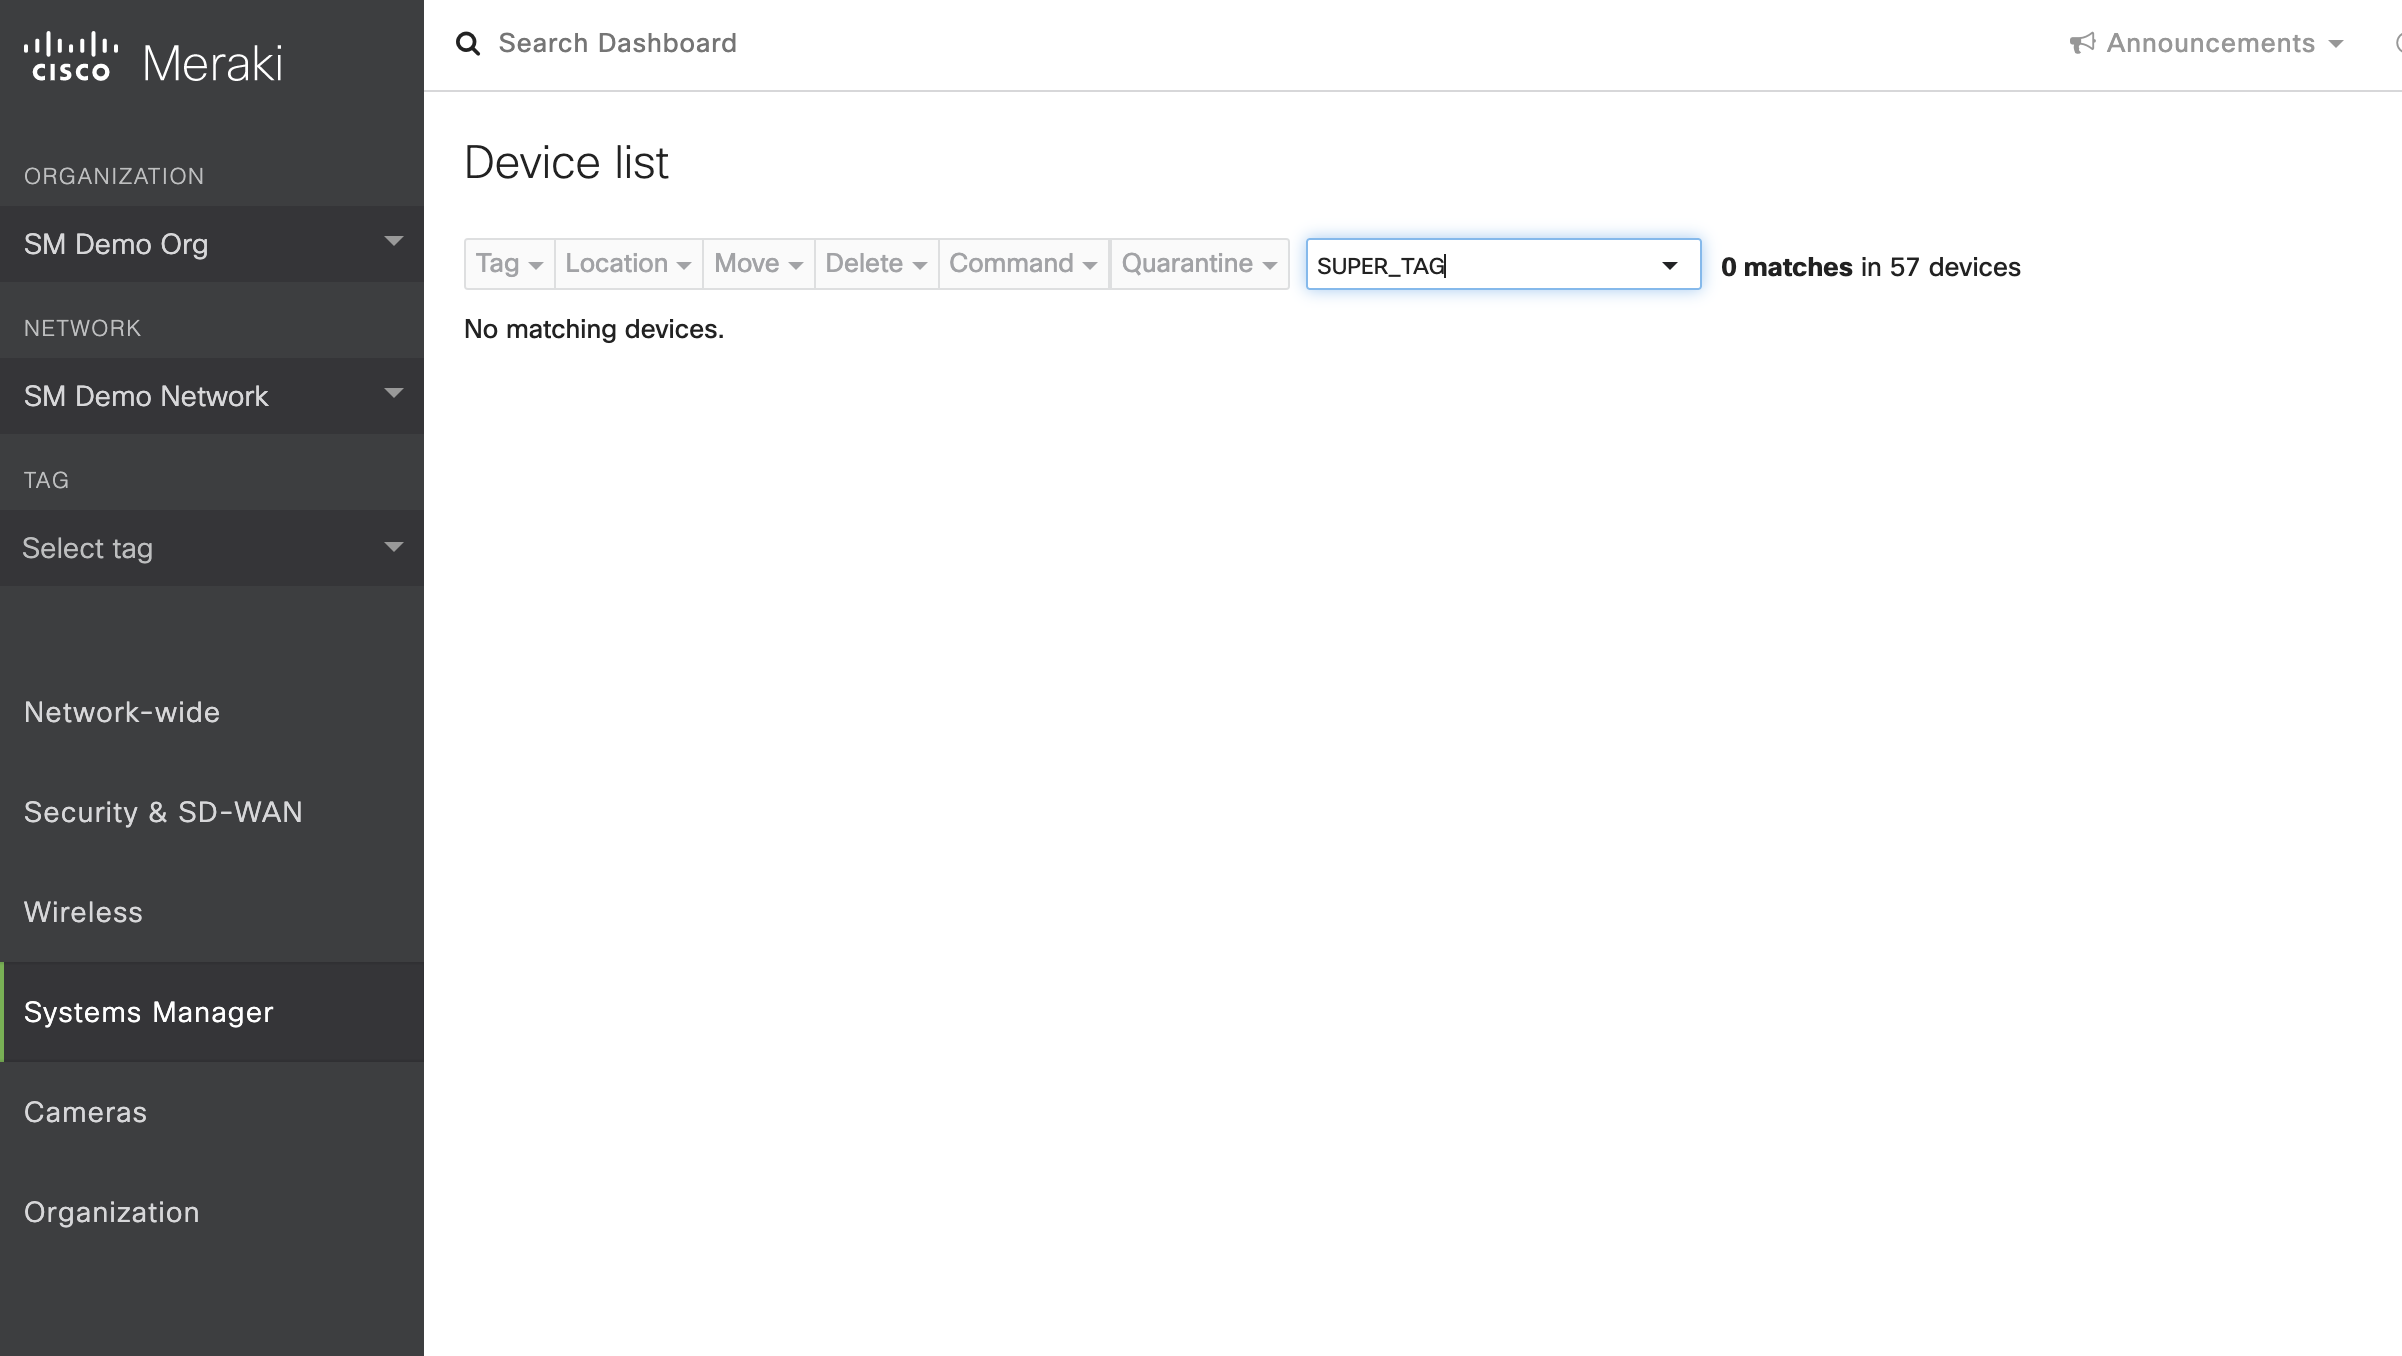 cisco Meraki
Search Dashboard
Announcements
ORGANIZATION
SM Demo Org
NETWORK
SM Demo Network
TAG
Select tag
Network-wide
Security & SD-WAN
Wireless
Systems Manager
Cameras
Organization
Device list
Tag Location Move Delete Command Quarantine SUPER_TAG 0 matches in 57 devices
No matching devices.